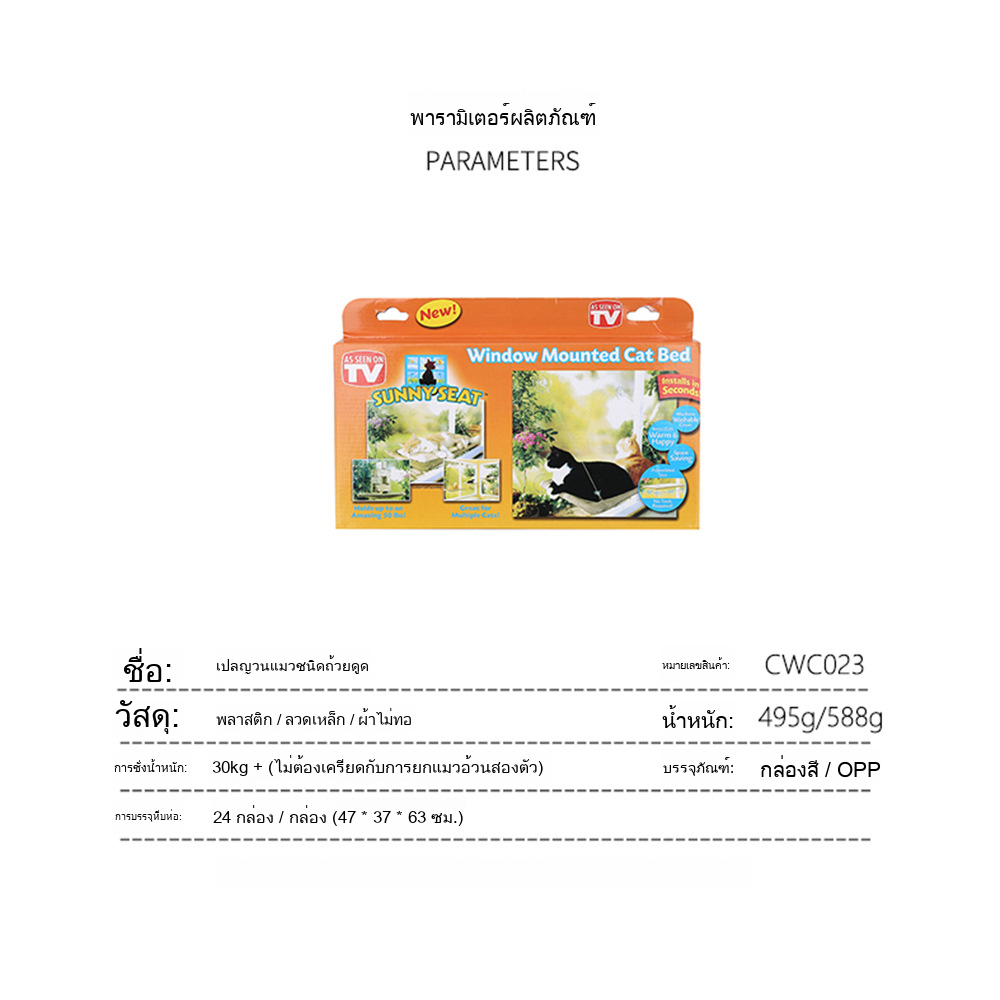 พารามิเตอร์ผลิตภัณฑ์
PARAMETERS
New!
AS SEEN ON
TV
AS SEEN ON
TV
Window Mounted Cat Bed
SUNNY SEAT
Installs in
Seconds
Washable
Cover
Warm &
Happy
Space
Saving
Holds up to an
Amazing 50 lbs!
Great for
Multiple Cats!
ชื่อ: เปลญวนแมวชนิดถ้วยดูด หมายเลขสินค้า: CWC023
วัสดุ: พลาสติก / ลวดเหล็ก / ผ้าไม่ทอ น้ำหนัก: 495g/588g
การชั่งน้ำหนัก: 30kg + (ไม่ต้องเครียดกับการยกแมวอ้วนสองตัว) บรรจุภัณฑ์: กล่องสี / OPP
การบรรจุหีบห่อ: 24 กล่อง / กล่อง (47 * 37 * 63 ซม.)